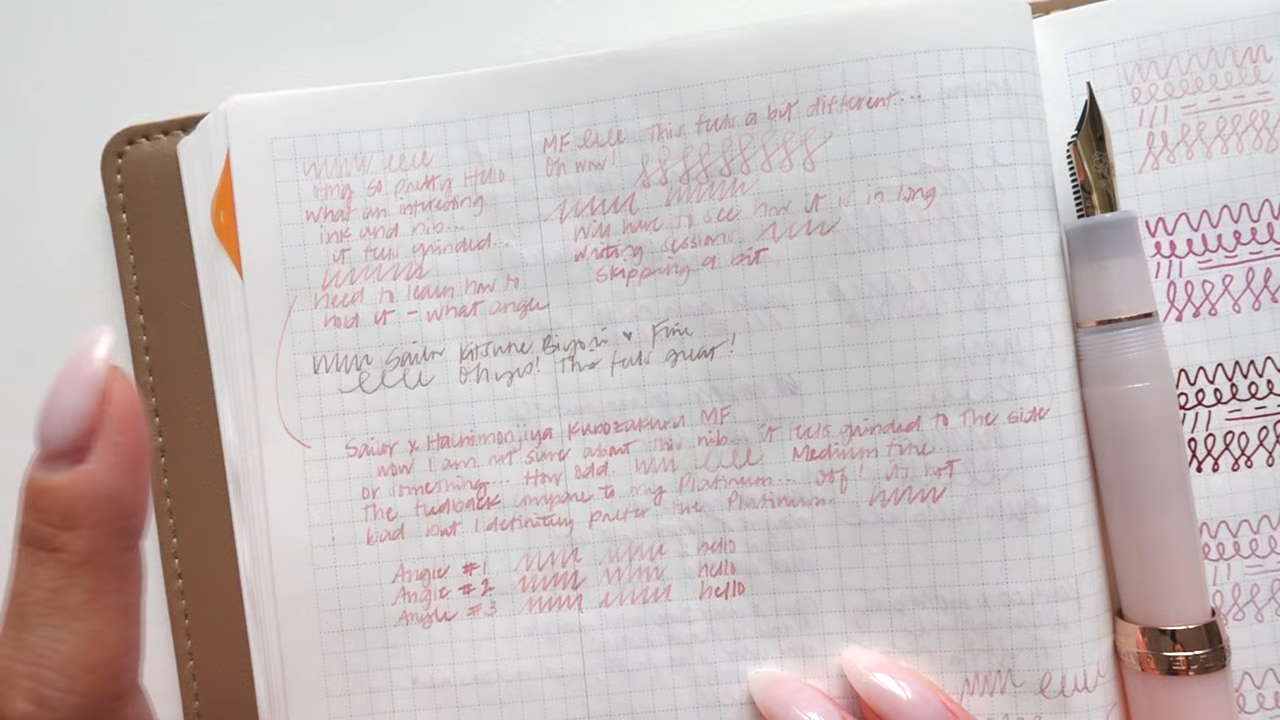 omg so pretty Hello
What an interesting
ink and nib...
it feels grinded...
need to learn how to
hold it - what angle
MF This feels a bit different...
Oh wow!
will have to see how it is in long
writing sessions.
Skipping a bit
Sailor Kitsune Biyori ♥ Fine
Oh yes! This feels great!
Sailor x Hachimonjiya Kubozakura MF
wow I am not sure about this nib... it feels grinded to the side
or something... How odd. Medium fine
The feedback compare to my Platinum... oof! it's not
bad but I definitely prefer the Platinum.
Angle #1 hello
Angle #2 hello
Angle #3 hello